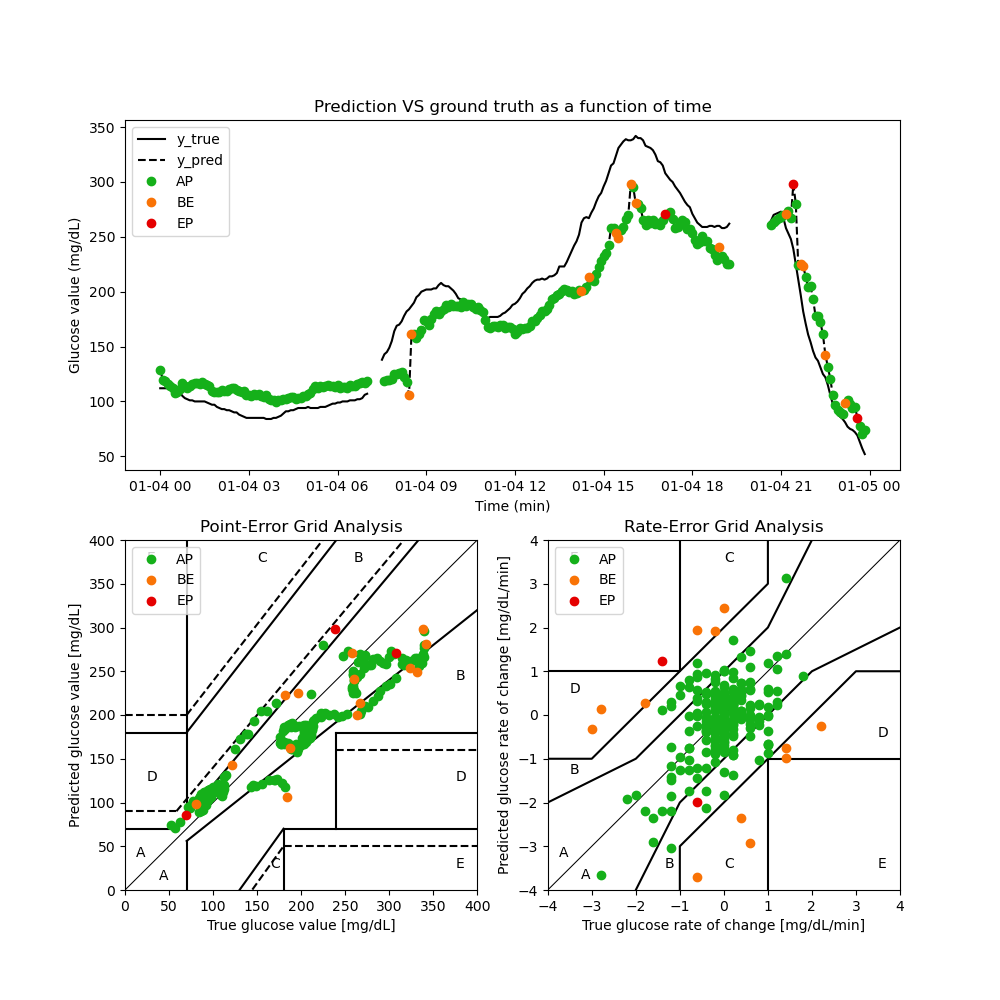 Prediction VS ground truth as a function of time
Glucose value (mg/dL)
350
300
250
200
150
100
50
y_true
y_pred
AP
BE
EP
01-04 00 01-04 03 01-04 06 01-04 09 01-04 12 01-04 15 01-04 18 01-04 21 01-05 00
Time (min)
Point-Error Grid Analysis
Predicted glucose value [mg/dL]
400
350
300
250
200
150
100
50
0
AP
BE
EP
C
B
B
D
D
A
A
C
E
0 50 100 150 200 250 300 350 400
True glucose value [mg/dL]
Rate-Error Grid Analysis
Predicted glucose rate of change [mg/dL/min]
4
3
2
1
0
−1
−2
−3
−4
AP
BE
EP
C
D
D
B
A
A
B
C
E
−4 −3 −2 −1 0 1 2 3 4
True glucose rate of change [mg/dL/min]